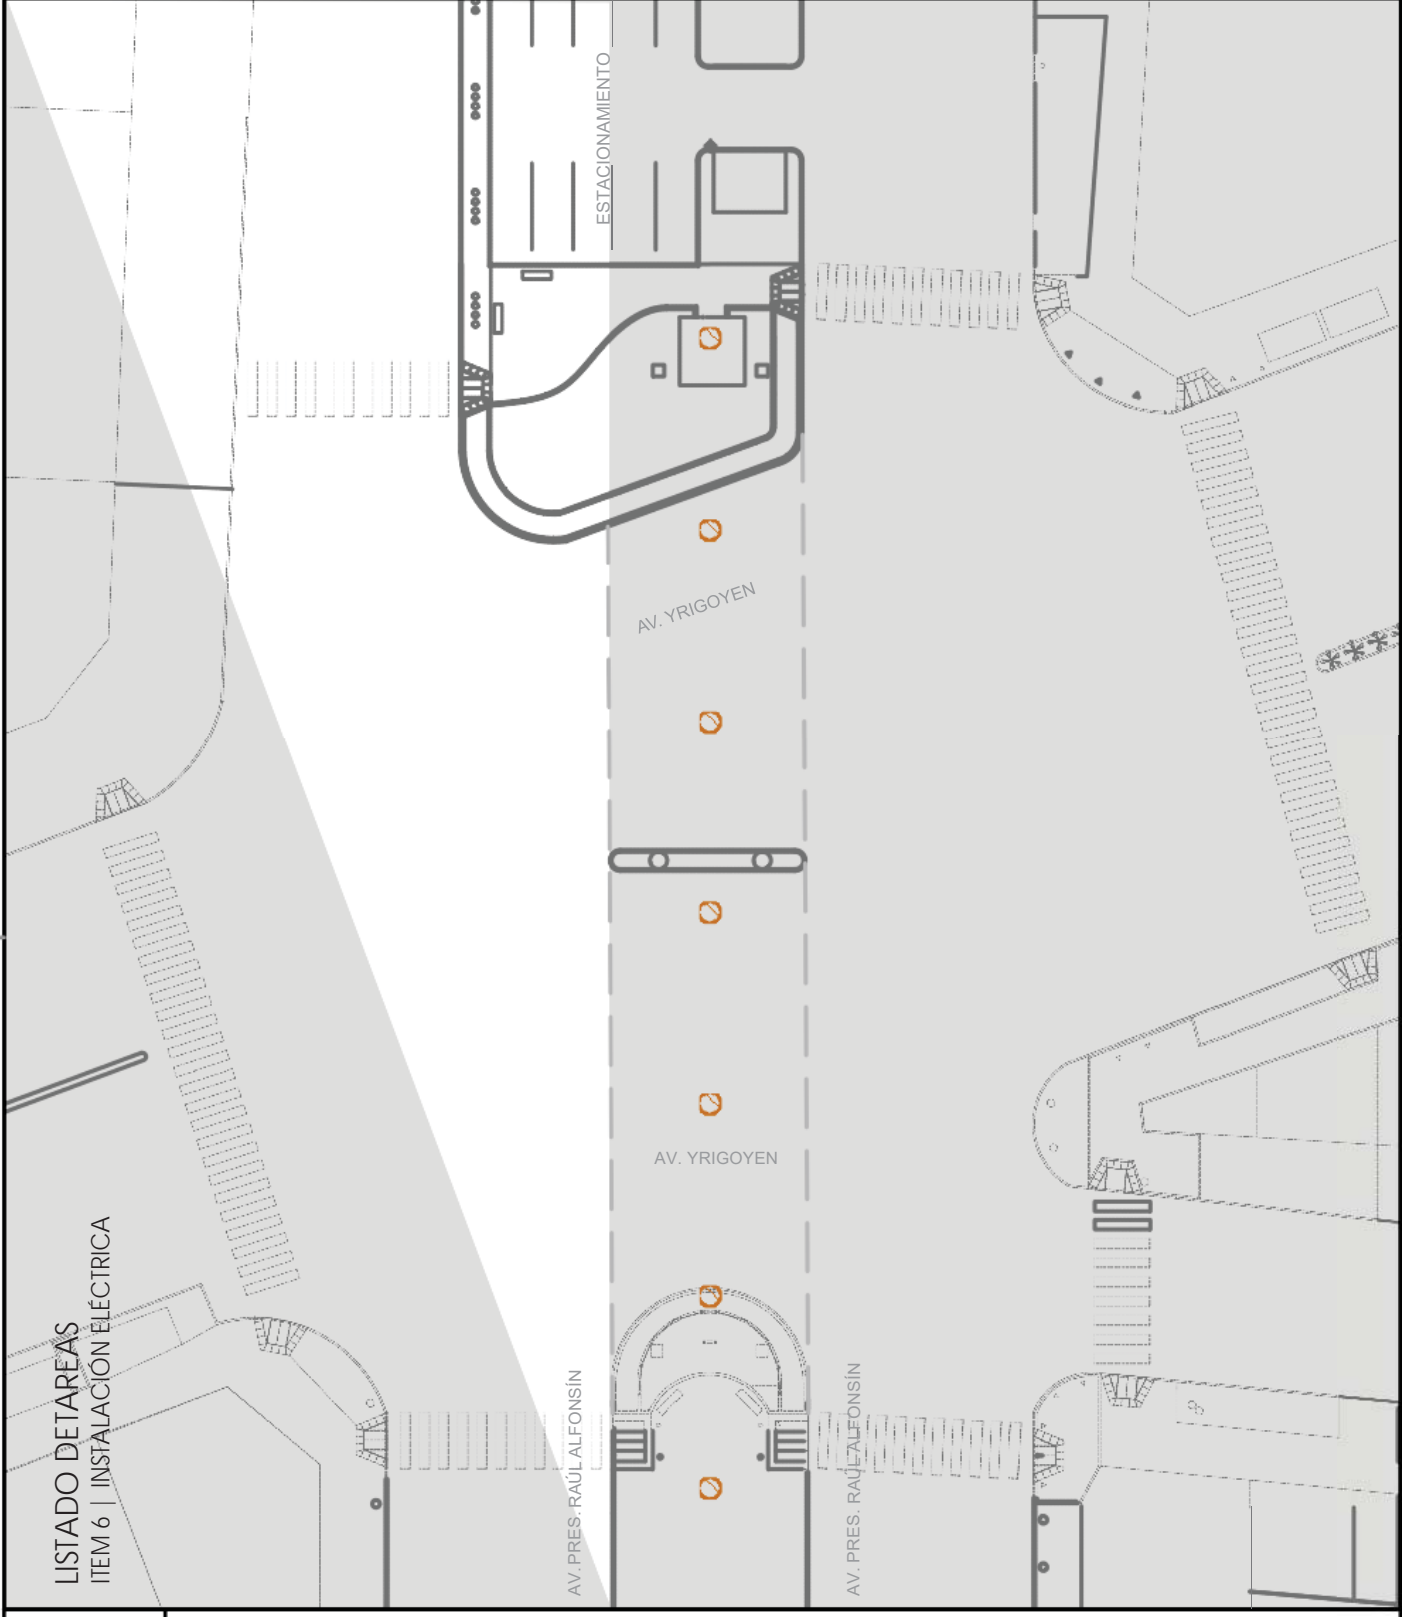 LISTADO DE TAREAS
ITEM 6 | INSTALACIÓN ELÉCTRICA
ESTACIONAMIENTO
AV. YRIGOYEN
AV. YRIGOYEN
AV. PRES. RAÚL ALFONSÍN
AV. PRES. RAÚL ALFONSÍN